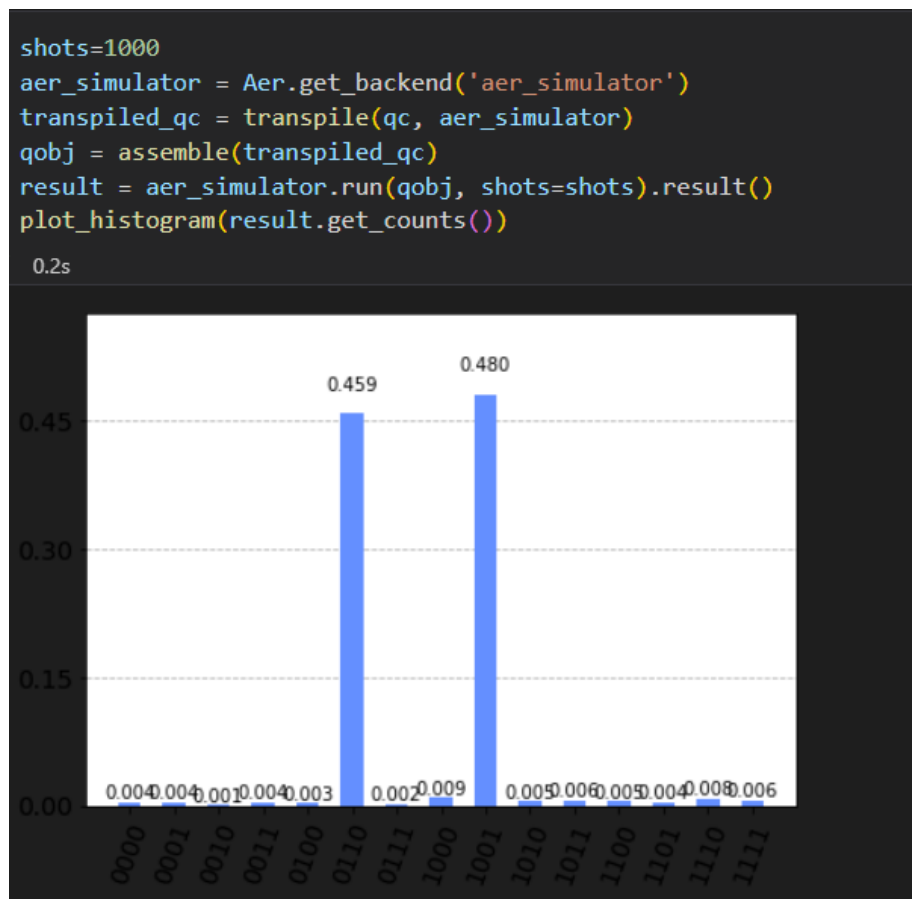 shots=1000
aer_simulator = Aer.get_backend('aer_simulator')
transpiled_qc = transpile(qc, aer_simulator)
qobj = assemble(transpiled_qc)
result = aer_simulator.run(qobj, shots=shots).result()
plot_histogram(result.get_counts())
0.2s
0.480
0.459
0.45
0.30
0.15
0.004 0.004 0.001 0.004 0.003 0.002 0.009 0.005 0.006 0.005 0.004 0.008 0.006
0.00
0000 0001 0010 0011 0100 0110 0111 1000 1001 1010 1011 1100 1101 1110 1111